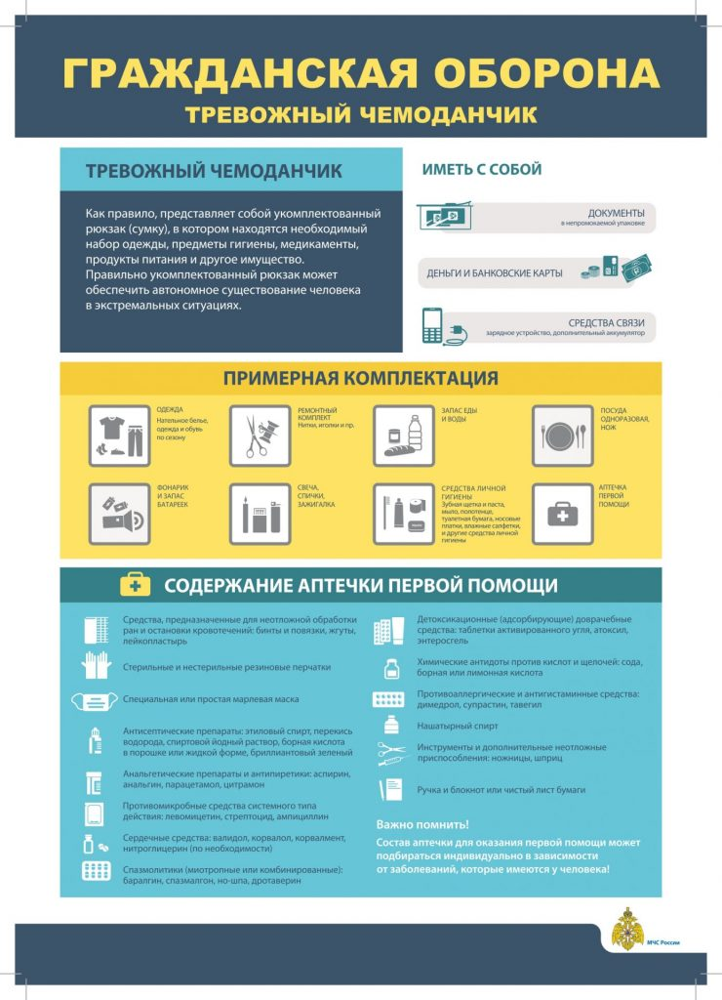 ГРАЖДАНСКАЯ ОБОРОНА
ТРЕВОЖНЫЙ ЧЕМОДАНЧИК
ТРЕВОЖНЫЙ ЧЕМОДАНЧИК
Как правило, представляет собой укомплектованный
рюкзак (сумку), в котором находятся необходимый
набор одежды, предметы гигиены, медикаменты,
продукты питания и другое имущество.
Правильно укомплектованный рюкзак может
обеспечить автономное существование человека
в экстремальных ситуациях.
ИМЕТЬ С СОБОЙ
ДОКУМЕНТЫ
в непромокаемой упаковке
ДЕНЬГИ И БАНКОВСКИЕ КАРТЫ
СРЕДСТВА СВЯЗИ
зарядное устройство, дополнительный аккумулятор
ПРИМЕРНАЯ КОМПЛЕКТАЦИЯ
ОДЕЖДА
Нательное белье,
одежда и обувь
по сезону
РЕМОНТНЫЙ
КОМПЛЕКТ
Нитки, иголки и пр.
ЗАПАС ЕДЫ
И ВОДЫ
ПОСУДА
ОДНОРАЗОВАЯ,
НОЖ
ФОНАРИК
И ЗАПАС
БАТАРЕЕК
СВЕЧА,
СПИЧКИ,
ЗАЖИГАЛКА
СРЕДСТВА ЛИЧНОЙ
ГИГИЕНЫ
Зубная щетка и паста,
мыло, полотенце,
туалетная бумага, носовые
платки, влажные салфетки,
и другие средства личной
гигиены
АПТЕЧКА
ПЕРВОЙ
ПОМОЩИ
СОДЕРЖАНИЕ АПТЕЧКИ ПЕРВОЙ ПОМОЩИ
Средства, предназначенные для неотложной обработки
ран и остановки кровотечений: бинты и повязки, жгуты,
лейкопластырь
Стерильные и нестерильные резиновые перчатки
Специальная или простая марлевая маска
Антисептические препараты: этиловый спирт, перекись
водорода, спиртовой йодный раствор, борная кислота
в порошке или жидкой форме, бриллиантовый зеленый
Анальгетические препараты и антипиретики: аспирин,
анальгин, парацетамол, цитрамон
Противомикробные средства системного типа
действия: левомицетин, стрептоцид, ампициллин
Сердечные средства: валидол, корвалол, корвалмент,
нитроглицерин (по необходимости)
Спазмолитики (миотропные или комбинированные):
баралгин, спазмалгон, но-шпа, дротаверин
Детоксикационные (адсорбирующие) доврачебные
средства: таблетки активированного угля, атоксил,
энтеросгель
Химические антидоты против кислот и щелочей: сода,
борная или лимонная кислота
Противоаллергические и антигистаминные средства:
димедрол, супрастин, тавегил
Нашатырный спирт
Инструменты и дополнительные неотложные
приспособления: ножницы, шприц
Ручка и блокнот или чистый лист бумаги
Важно помнить!
Состав аптечки для оказания первой помощи может
подбираться индивидуально в зависимости
от заболеваний, которые имеются у человека!
МЧС России